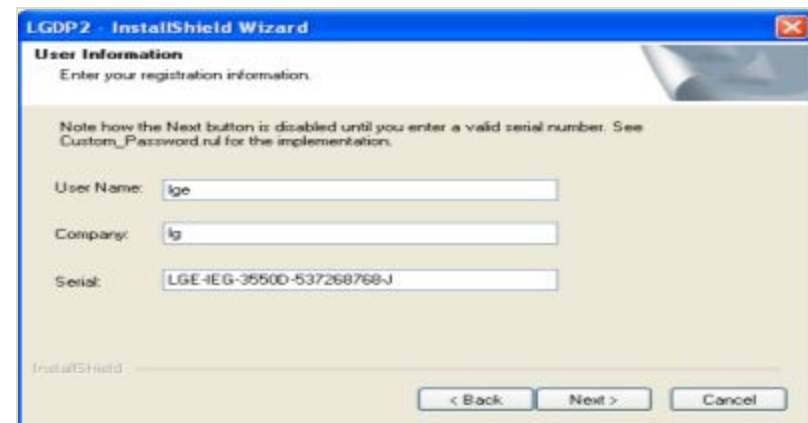 LGDP2 - InstallShield Wizard
User Information
Enter your registration information.
Note how the Next button is disabled until you enter a valid serial number. See
Custom_Password.rul for the implementation.
User Name: lge
Company: lg
Serial: LGE-IEG-3550D-537268768-J
InstallShield
< Back Next > Cancel